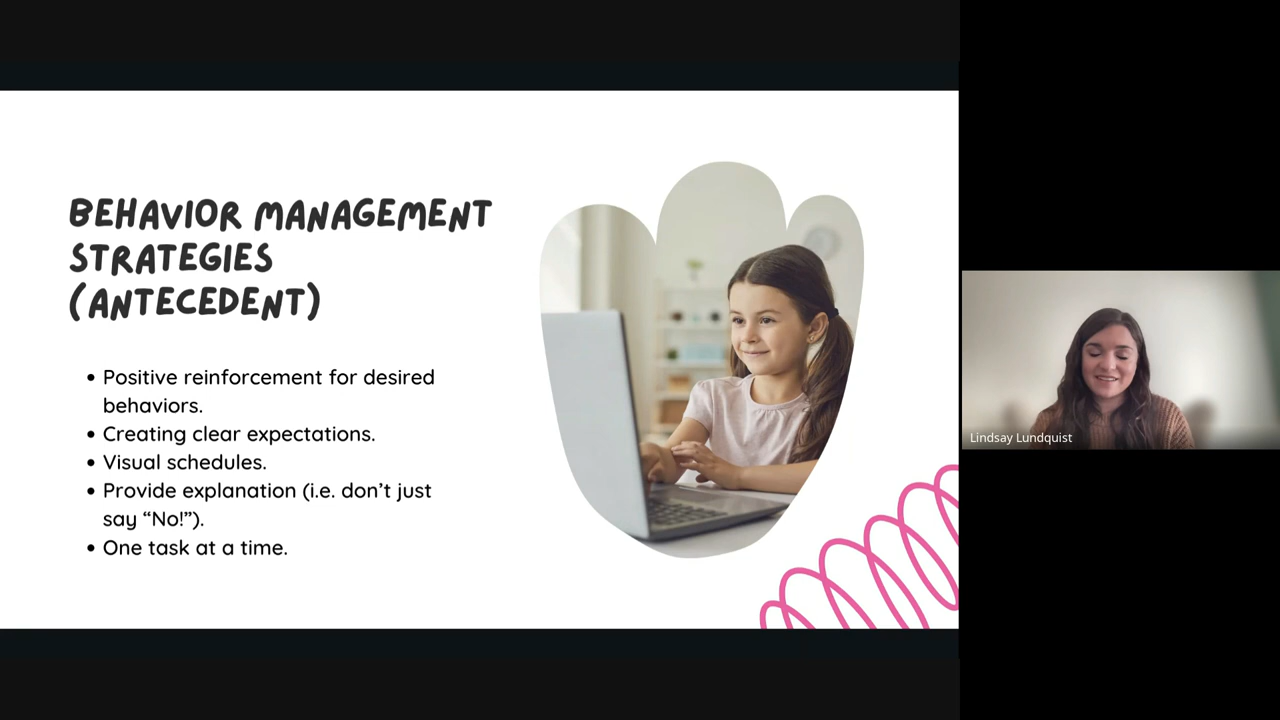 BEHAVIOR MANAGEMENT
STRATEGIES
(ANTECEDENT)
• Positive reinforcement for desired
behaviors.
• Creating clear expectations.
• Visual schedules.
• Provide explanation (i.e. don’t just
say “No!”).
• One task at a time.
Lindsay Lundquist